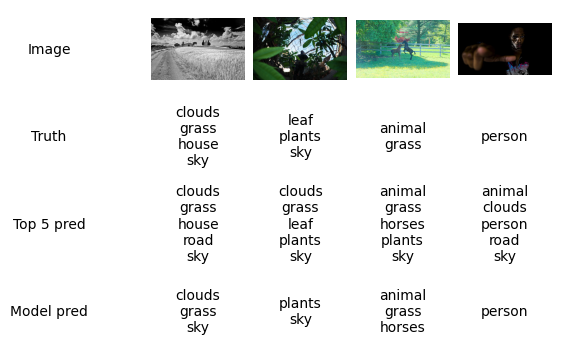 Image
Truth
clouds
grass
house
sky
leaf
plants
sky
animal
grass
person
Top 5 pred
clouds
grass
house
road
sky
clouds
grass
leaf
plants
sky
animal
grass
horses
plants
sky
animal
clouds
person
road
sky
Model pred
clouds
grass
sky
plants
sky
animal
grass
horses
person